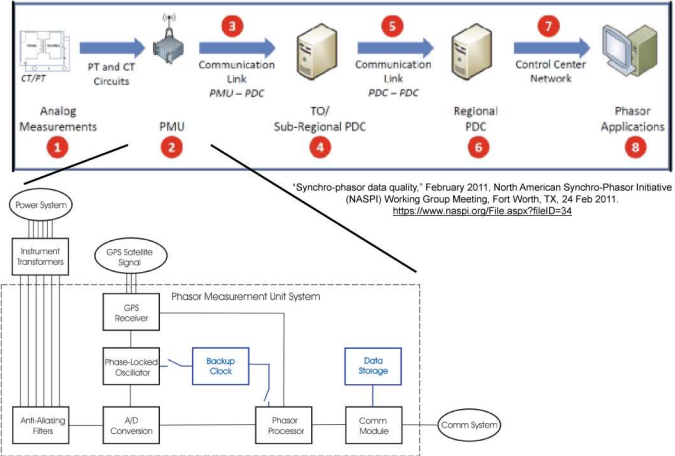 3
5
7
CT/PT
PT and CT
Circuits
Communication
Link
PMU – PDC
Communication
Link
PDC – PDC
Control Center
Network
Analog
Measurements
PMU
TO/
Sub-Regional PDC
Regional
PDC
Phasor
Applications
1
2
4
6
8
"Synchro-phasor data quality," February 2011, North American Synchro-Phasor Initiative
(NASPI) Working Group Meeting, Fort Worth, TX, 24 Feb 2011.
https://www.naspi.org/File.aspx?fileID=34
Power System
Instrument
Transformers
GPS Satellite
Signal
Phasor Measurement Unit System
GPS
Receiver
Phase-Locked
Oscillator
Backup
Clock
Data
Storage
Anti-Aliasing
Filters
A/D
Conversion
Phasor
Processor
Comm
Module
Comm System